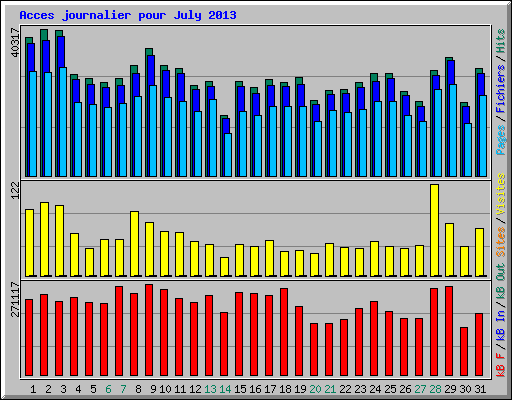 Acces journalier pour July 2013
40317
122
271117
Pages / Fichiers / Hits
Sites / Visites
kB F / kB In / kB Out
1 2 3 4 5 6 7 8 9 10 11 12 13 14 15 16 17 18 19 20 21 22 23 24 25 26 27 28 29 30 31